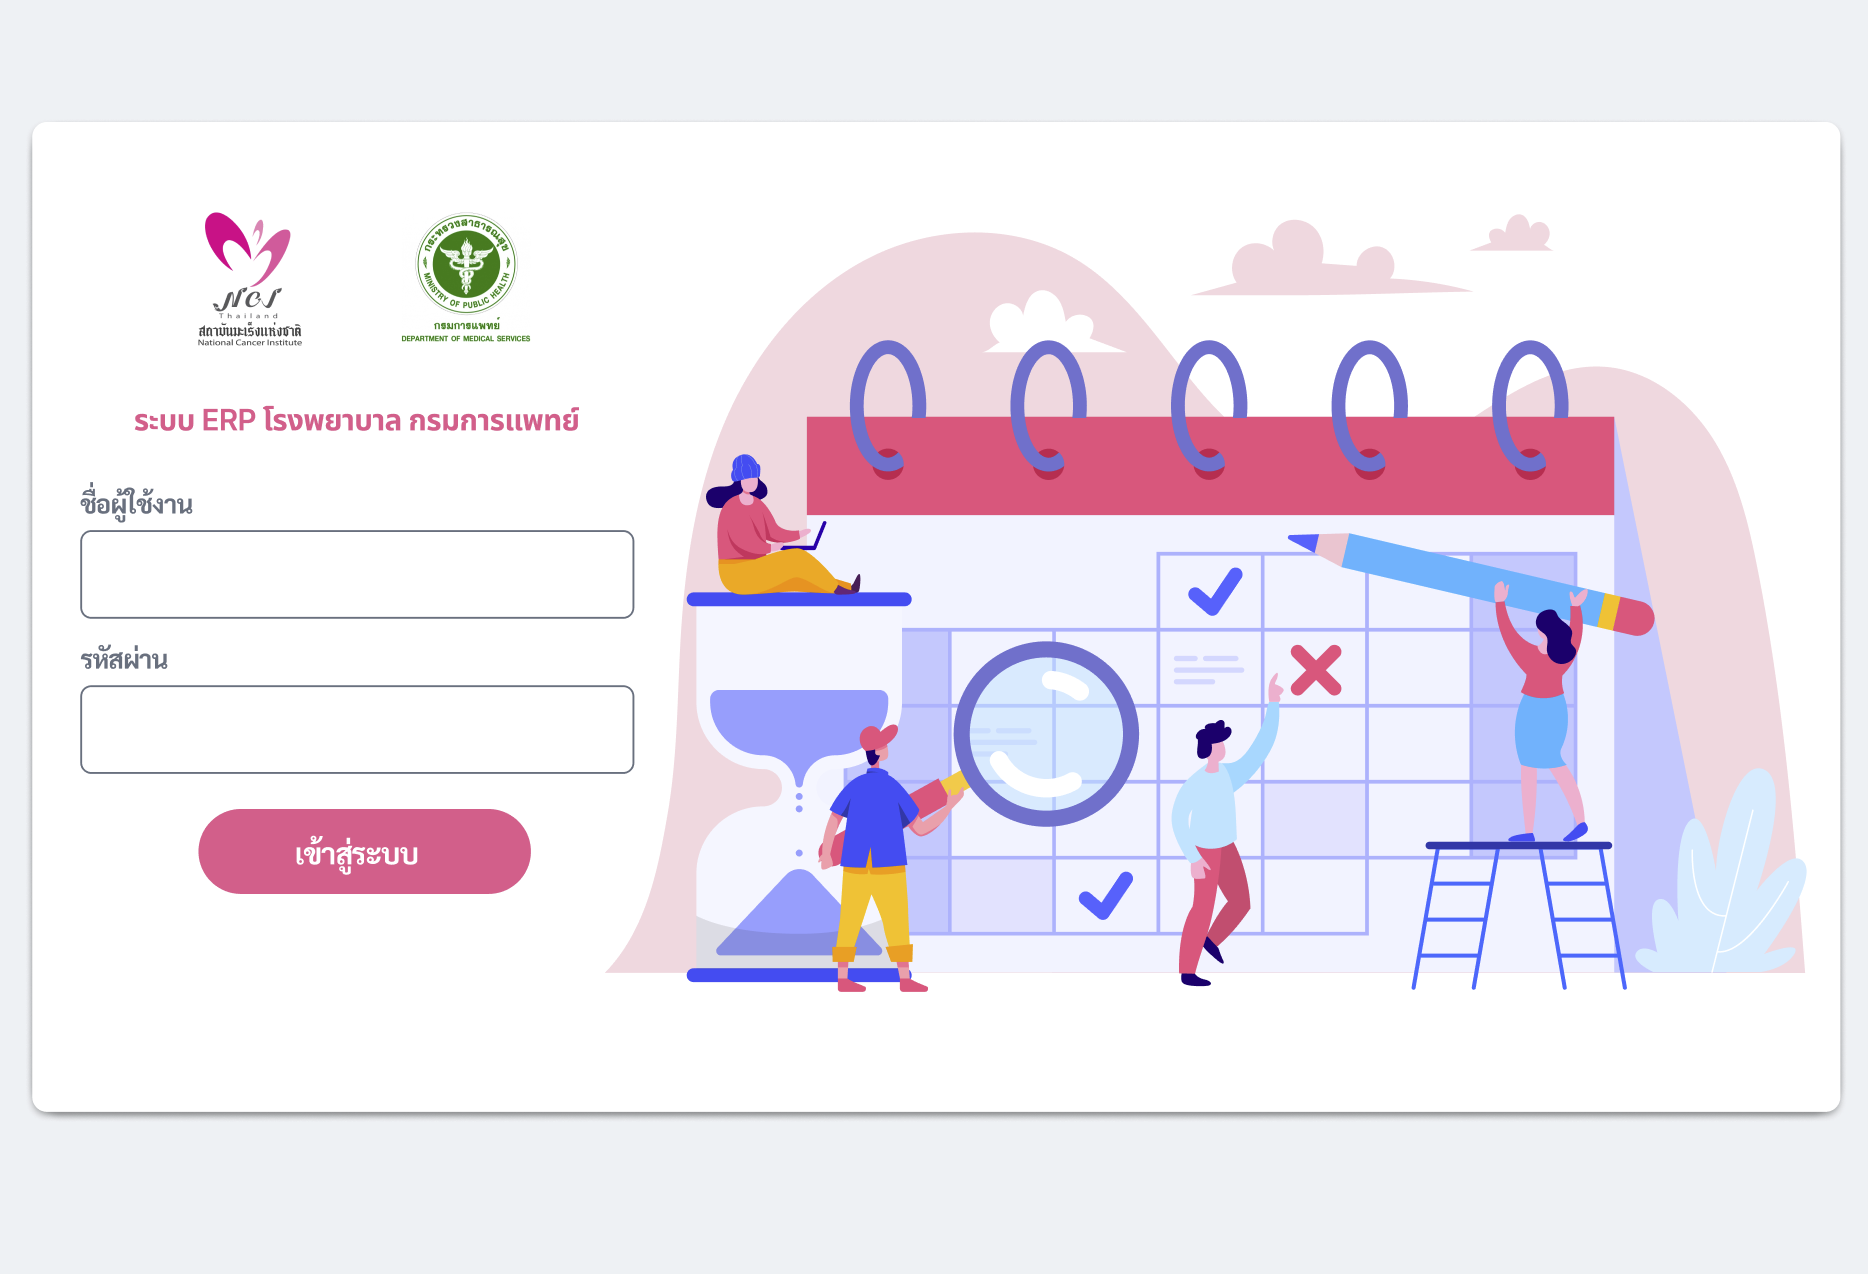 NCI
Thailand
สถาบันมะเร็งแห่งชาติ
National Cancer Institute
กระทรวงสาธารณสุข
MINISTRY OF PUBLIC HEALTH
กรมการแพทย์
DEPARTMENT OF MEDICAL SERVICES
ระบบ ERP โรงพยาบาล กรมการแพทย์
ชื่อผู้ใช้งาน
รหัสผ่าน
เข้าสู่ระบบ